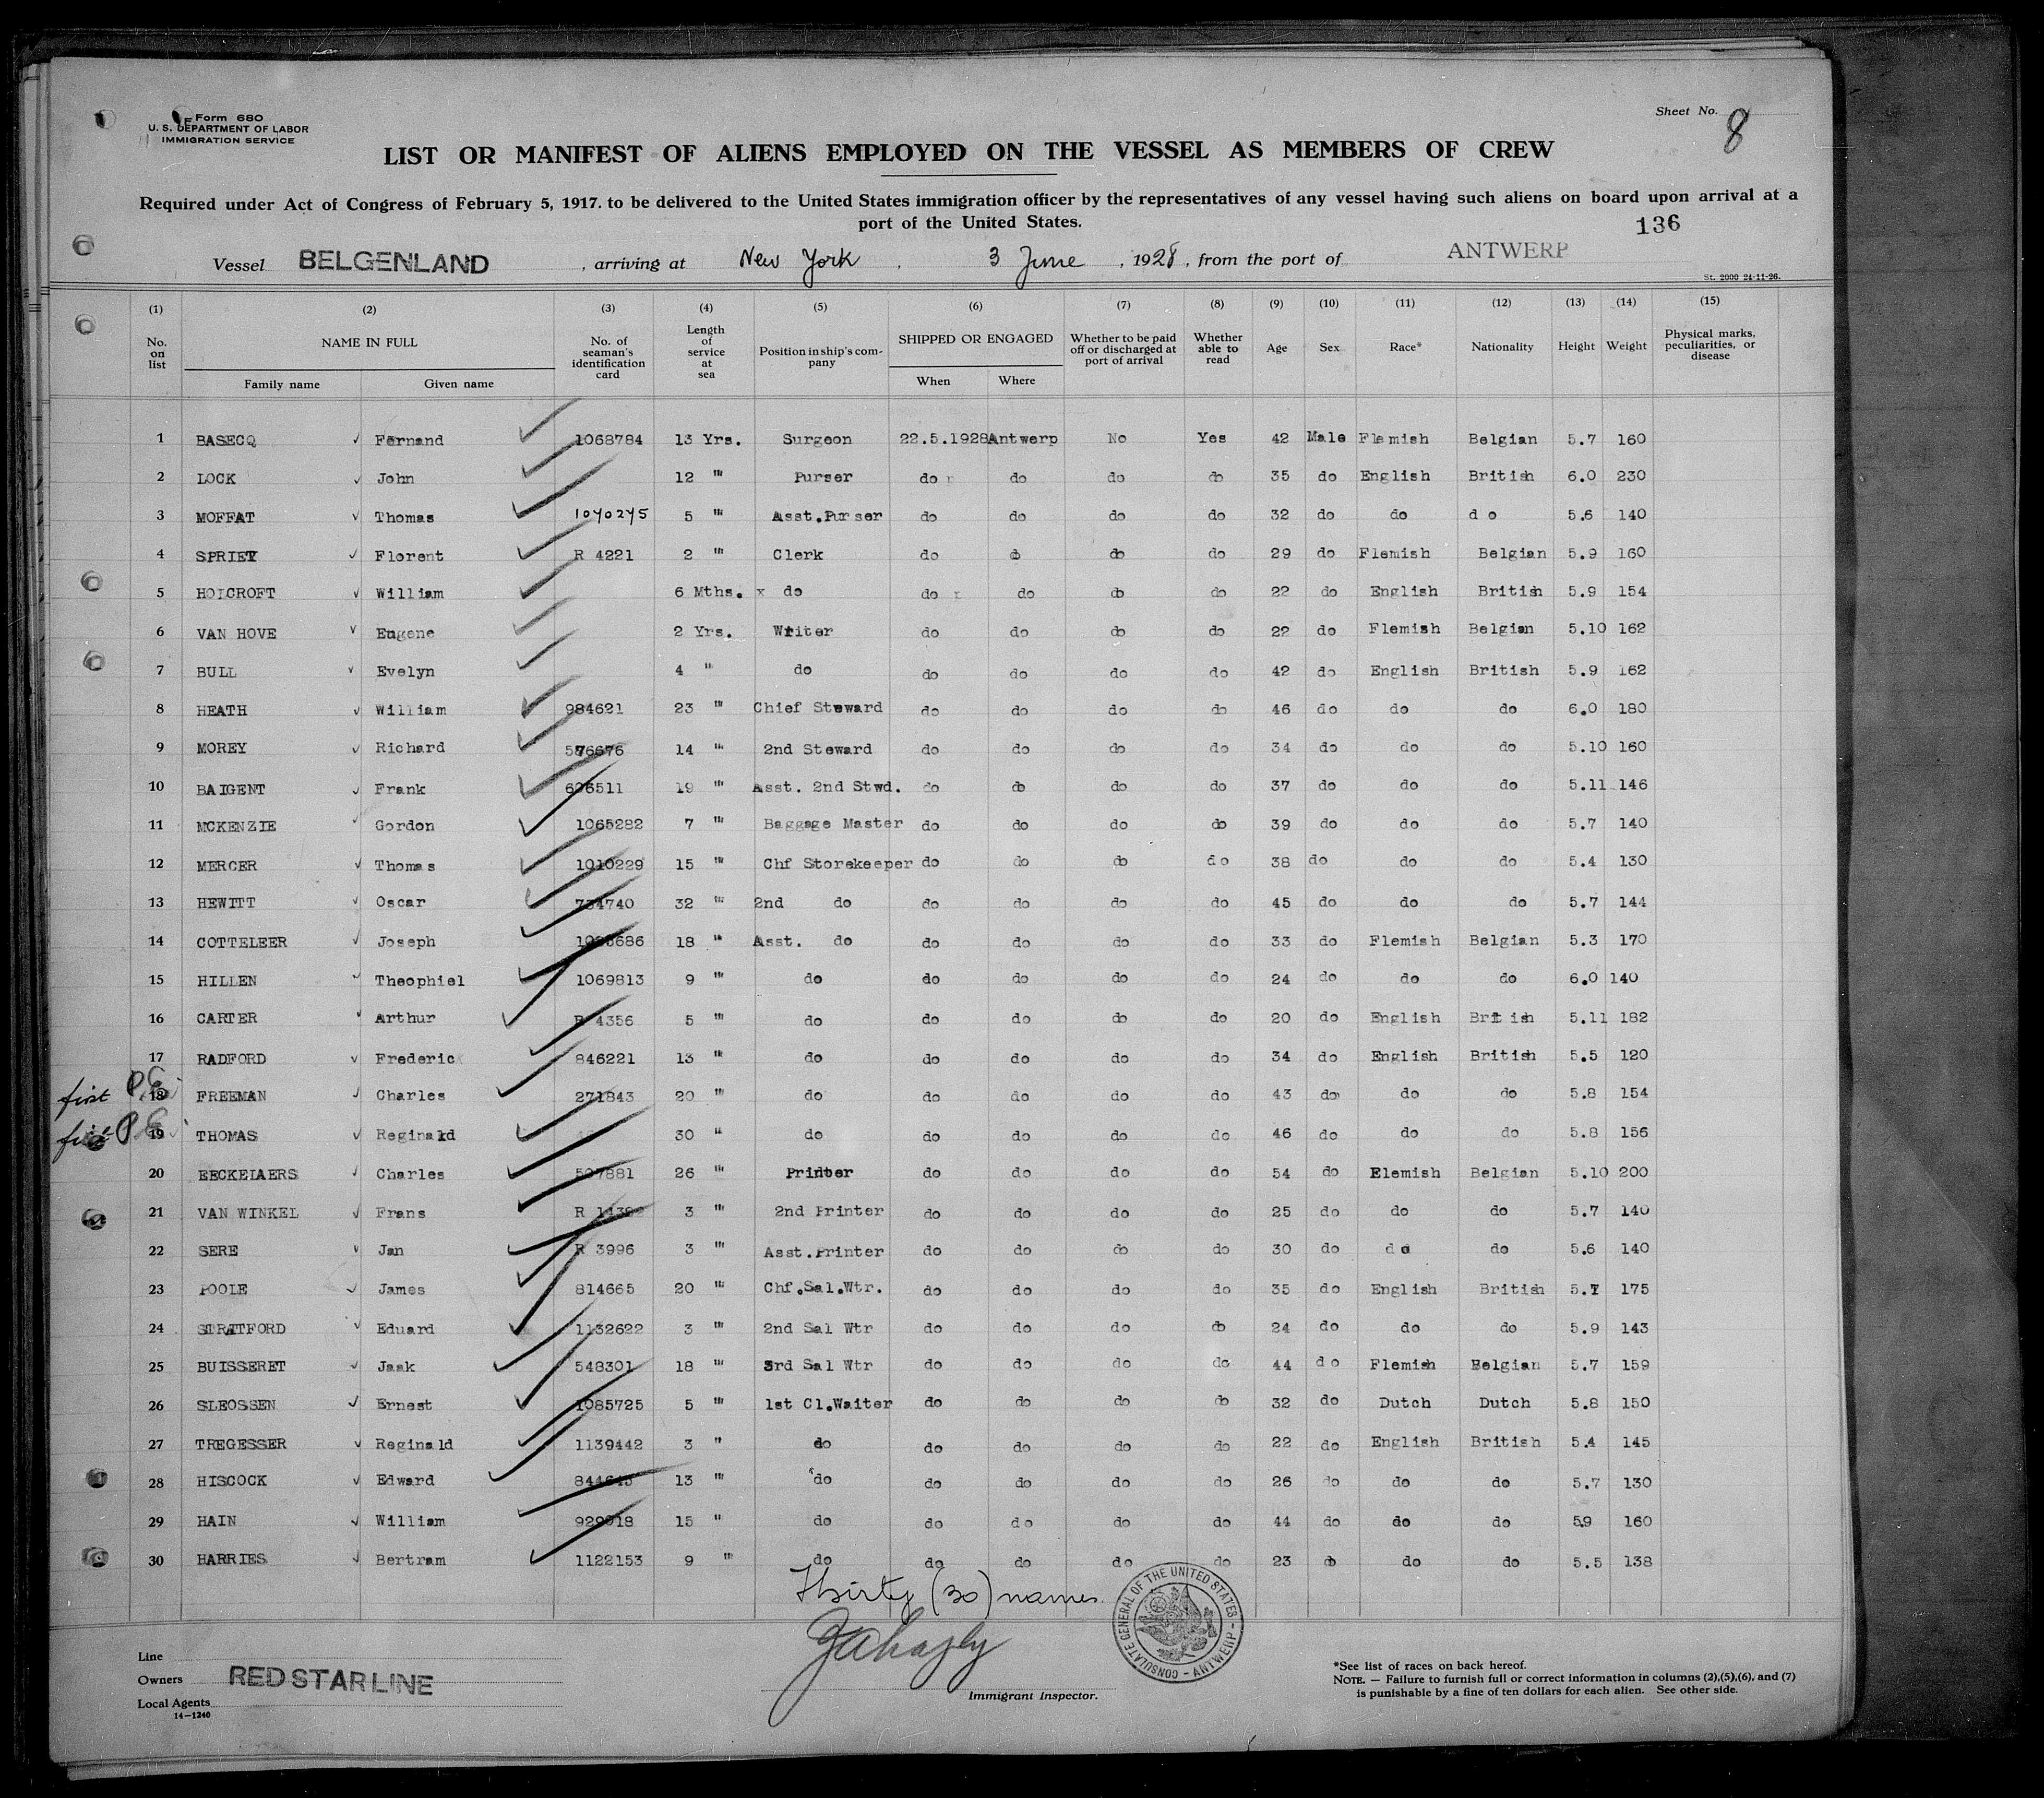 Form 680
U. S. DEPARTMENT OF LABOR
IMMIGRATION SERVICE
Sheet No. 8
LIST OR MANIFEST OF ALIENS EMPLOYED ON THE VESSEL AS MEMBERS OF CREW
Required under Act of Congress of February 5, 1917. to be delivered to the United States immigration officer by the representatives of any vessel having such aliens on board upon arrival at a
port of the United States.
136
Vessel BELGENLAND , arriving at New York , 3 June , 1928 , from the port of ANTWERP
St. 2000 24-11-26.
(1) (2) (3) (4) (5) (6) (7) (8) (9) (10) (11) (12) (13) (14) (15)
No. on list NAME IN FULL No. of seaman's identification card Length of service at sea Position in ship's company SHIPPED OR ENGAGED Whether to be paid off or discharged at port of arrival Whether able to read Age Sex Race* Nationality Height Weight Physical marks, peculiarities, or disease
Family name Given name When Where
1 BASECQ Fernand 1068784 13 Yrs. Surgeon 22.5.1928 Antwerp No Yes 42 Male Flemish Belgian 5.7 160
2 LOCK John 12 " Purser do do do do 35 do English British 6.0 230
3 MOFFAT Thomas 1070275 5 " Asst.Purser do do do do 32 do do do 5.6 140
4 SPRIET Florent R 4221 2 " Clerk do do do do 29 do Flemish Belgian 5.9 160
5 HOLCROFT William 6 Mths. x do do do do do 22 do English British 5.9 154
6 VAN HOVE Eugene 2 Yrs. Writer do do do do 22 do Flemish Belgian 5.10 162
7 BULL Evelyn 4 " do do do do do 42 do English British 5.9 162
8 HEATH William 984621 23 " Chief Steward do do do do 46 do do do 6.0 180
9 MOREY Richard 14 " 2nd Steward do do do do 34 do do do 5.10 160
10 BAIGENT Frank 19 " Asst. 2nd Stwd. do do do do 37 do do do 5.11 146
11 MCKENZIE Gordon 1065282 7 " Baggage Master do do do do 39 do do do 5.7 140
12 MERCER Thomas 1010229 15 " Chf Storekeeper do do do do 38 do do do 5.4 130
13 HEWITT Oscar 734740 32 " 2nd do do do do do 45 do do do 5.7 144
14 COTTELEER Joseph 18 " Asst. do do do do do 33 do Flemish Belgian 5.3 170
15 HILLEN Theophiel 1069813 9 " do do do do do 24 do do do 6.0 140
16 CARTER Arthur R 4356 5 " do do do do do 20 do English British 5.11 182
17 RADFORD Frederick 846221 13 " do do do do do 34 do English British 5.5 120
first P.E. 18 FREEMAN Charles 271843 20 " do do do do do 43 do do do 5.8 154
P.E. 19 THOMAS Reginald 30 " do do do do do 46 do do do 5.8 156
20 EECKELAERS Charles 26 " Printer do do do do 54 do Flemish Belgian 5.10 200
21 VAN WINKEL Frans 3 " 2nd Printer do do do do 25 do do do 5.7 140
22 SERE Jan R 3996 3 " Asst.Printer do do do do 30 do do do 5.6 140
23 POOLE James 814665 20 " Chf.Sal.Wtr. do do do do 35 do English British 5.7 175
24 STRATFORD Eduard 1132622 3 " 2nd Sal Wtr do do do do 24 do do do 5.9 143
25 BUISSERET Jaak 548301 18 " 3rd Sal Wtr do do do do 44 do Flemish Belgian 5.7 159
26 SLEOSSEN Ernest 1085725 5 " 1st Cl.Waiter do do do do 32 do Dutch Dutch 5.8 150
27 TREGESSER Reginald 1139442 3 " do do do do do 22 do English British 5.4 145
28 HISCOCK Edward 13 " do do do do do 26 do do do 5.7 130
29 HAIN William 15 " do do do do do 44 do do do 5.9 160
30 HARRIES Bertram 1122153 9 " do do do do do 23 do do do 5.5 138
Thirty (30) names
CONSULATE GENERAL OF THE UNITED STATES - ANTWERP -
Line
Owners RED STAR LINE
Local Agents
14-1240
Immigrant Inspector.
*See list of races on back hereof.
NOTE. — Failure to furnish full or correct information in columns (2),(5),(6), and (7)
is punishable by a fine of ten dollars for each alien. See other side.